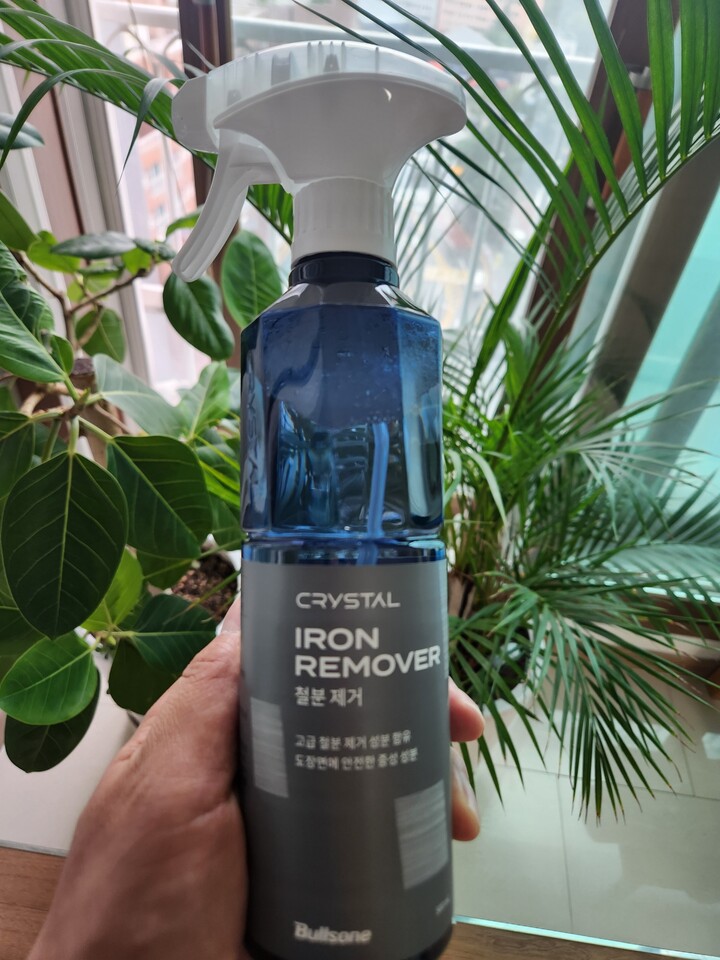 CRYSTAL
IRON
REMOVER
철분 제거
고급 철분 제거 성분 함유
도장면에 안전한 중성 성분
Bullsone